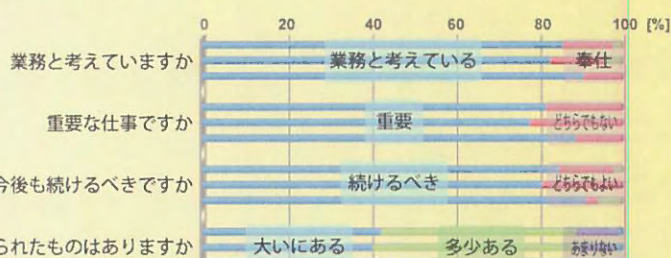 0 20 40 60 80 100 [%]
業務と考えていますか 業務と考えている 奉仕
重要な仕事ですか 重要 どちらでもない
今後も続けるべきですか 続けるべき どちらでもよい
られたものはありますか 大いにある 多少ある あまりない